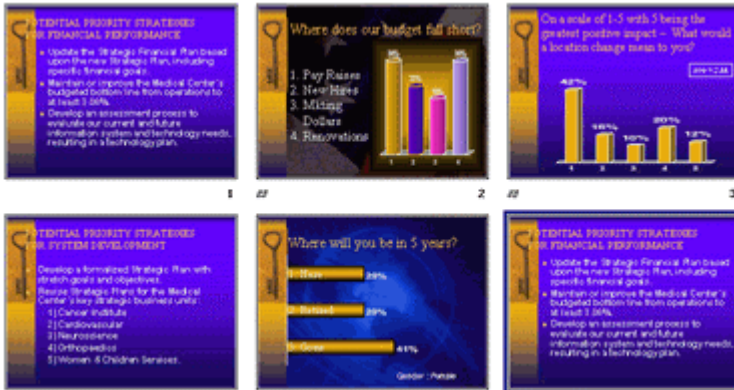 POTENTIAL PRIORITY STRATEGIES
FOR FINANCIAL PERFORMANCE
Update the Strategic Financial Plan based
upon the new Strategic Plan, including
specific financial goals.
Maintain or improve the Medical Center's
budgeted bottom line from operations to
at least
Develop an assessment process to
evaluate our current and future
information system and technology needs,
resulting in a technology plan.
1
Where does our budget fall short?
1. Pay Raises
2. New Hires
3. Mkting
Dollars
4. Renovations
1 2 3 4
2
On a scale of 1-5 with 5 being the
greatest positive impact – What would
a location change mean to you?
42%
16%
10%
20%
12%
1 2 3 4 5
3
POTENTIAL PRIORITY STRATEGIES
FOR SYSTEM DEVELOPMENT
Develop a formalized Strategic Plan with
stretch goals and objectives.
Revise Strategic Plans for the Medical
Center's key strategic business units:
1) Cancer Institute
2) Cardiovascular
3) Neuroscience
4) Orthopaedics
5) Women & Children Services.
Where will you be in 5 years?
1- Here
2- Retired
3- Gone
Gender : Female
POTENTIAL PRIORITY STRATEGIES
FOR FINANCIAL PERFORMANCE
Update the Strategic Financial Plan based
upon the new Strategic Plan, including
specific financial goals.
Maintain or improve the Medical Center's
budgeted bottom line from operations to
at least
Develop an assessment process to
evaluate our current and future
information system and technology needs,
resulting in a technology plan.